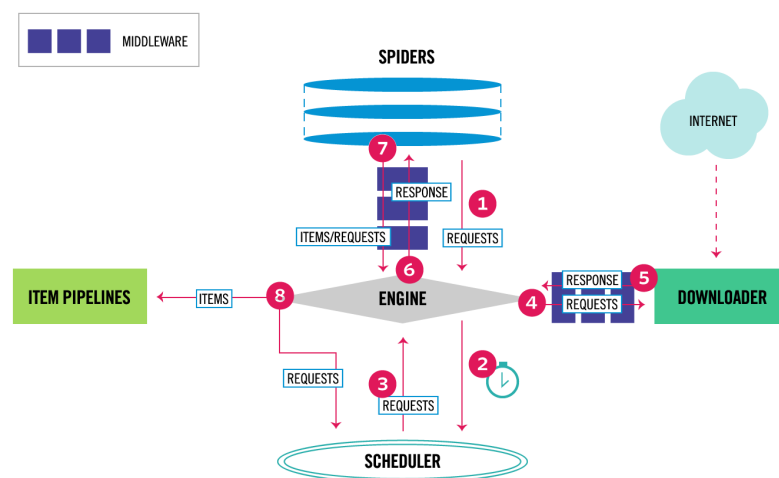 MIDDLEWARE
SPIDERS
INTERNET
7
RESPONSE
1
ITEMS/REQUESTS
REQUESTS
6
8
ENGINE
4
RESPONSE
5
REQUESTS
ITEM PIPELINES
ITEMS
DOWNLOADER
2
REQUESTS
3
REQUESTS
SCHEDULER